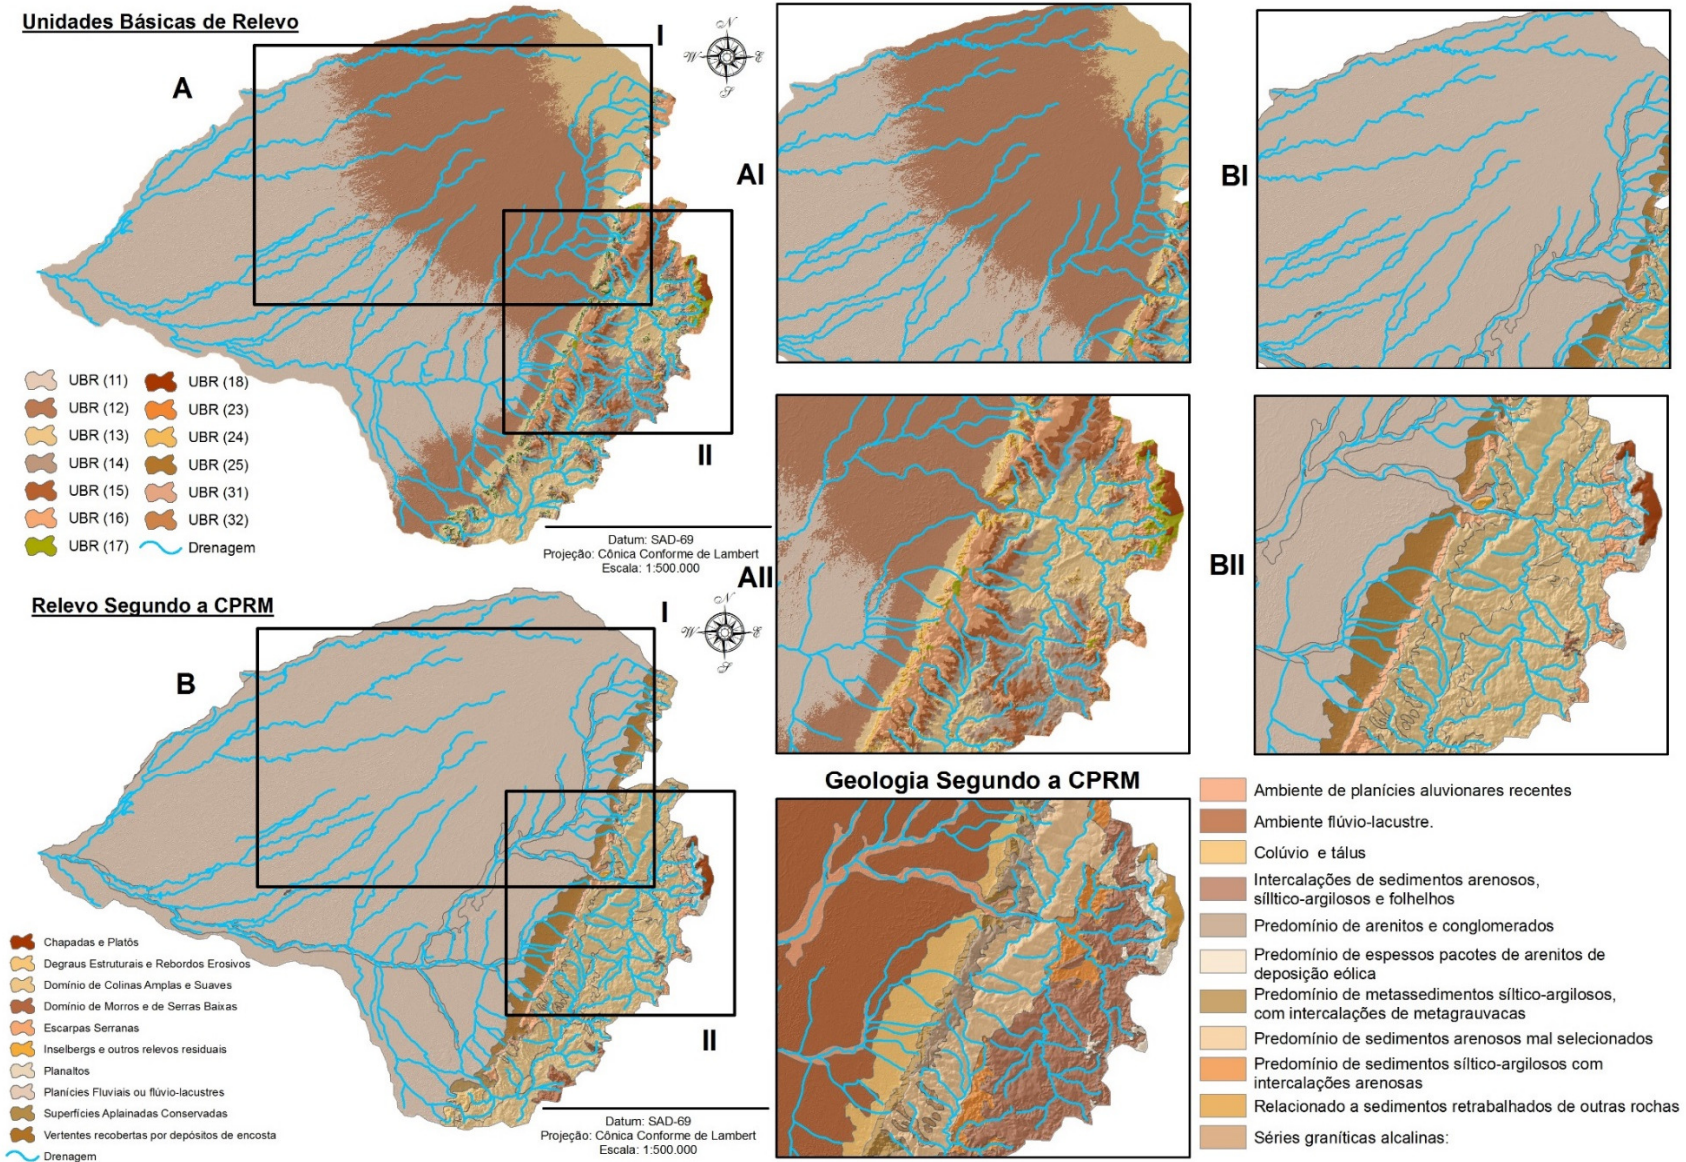 Unidades Básicas de Relevo
A
I
N
W
E
S
II
UBR (11)
UBR (12)
UBR (13)
UBR (14)
UBR (15)
UBR (16)
UBR (17)
UBR (18)
UBR (23)
UBR (24)
UBR (25)
UBR (31)
UBR (32)
Drenagem
Datum: SAD-69
Projeção: Cônica Conforme de Lambert
Escala: 1:500.000
AI
BI
AII
BII
Relevo Segundo a CPRM
B
I
N
W
E
S
II
Chapadas e Platôs
Degraus Estruturais e Rebordos Erosivos
Domínio de Colinas Amplas e Suaves
Domínio de Morros e de Serras Baixas
Escarpas Serranas
Inselbergs e outros relevos residuais
Planaltos
Planícies Fluviais ou flúvio-lacustres
Superfícies Aplainadas Conservadas
Vertentes recobertas por depósitos de encosta
Drenagem
Datum: SAD-69
Projeção: Cônica Conforme de Lambert
Escala: 1:500.000
Geologia Segundo a CPRM
Ambiente de planícies aluvionares recentes
Ambiente flúvio-lacustre.
Colúvio e tálus
Intercalações de sedimentos arenosos,
sílltico-argilosos e folhelhos
Predomínio de arenitos e conglomerados
Predomínio de espessos pacotes de arenitos de
deposição eólica
Predomínio de metassedimentos síltico-argilosos,
com intercalações de metagrauvacas
Predomínio de sedimentos arenosos mal selecionados
Predomínio de sedimentos síltico-argilosos com
intercalações arenosas
Relacionado a sedimentos retrabalhados de outras rochas
Séries graníticas alcalinas: